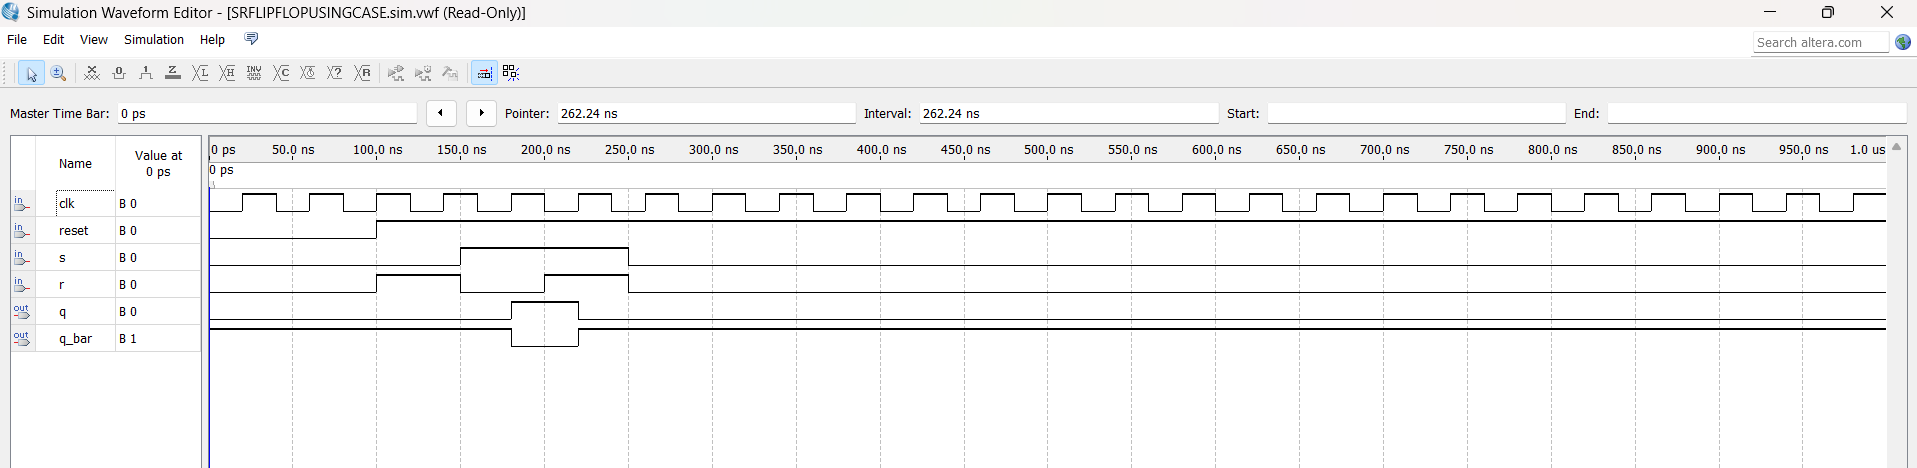 Simulation Waveform Editor - [SRFLIPFLOPUSINGCASE.sim.vwf (Read-Only)]
File Edit View Simulation Help
Search altera.com
Master Time Bar: 0 ps Pointer: 262.24 ns Interval: 262.24 ns Start: End:
Name Value at 0 ps
0 ps 50.0 ns 100.0 ns 150.0 ns 200.0 ns 250.0 ns 300.0 ns 350.0 ns 400.0 ns 450.0 ns 500.0 ns 550.0 ns 600.0 ns 650.0 ns 700.0 ns 750.0 ns 800.0 ns 850.0 ns 900.0 ns 950.0 ns 1.0 us
0 ps
in clk B 0
in reset B 0
in s B 0
in r B 0
out q B 0
out q_bar B 1